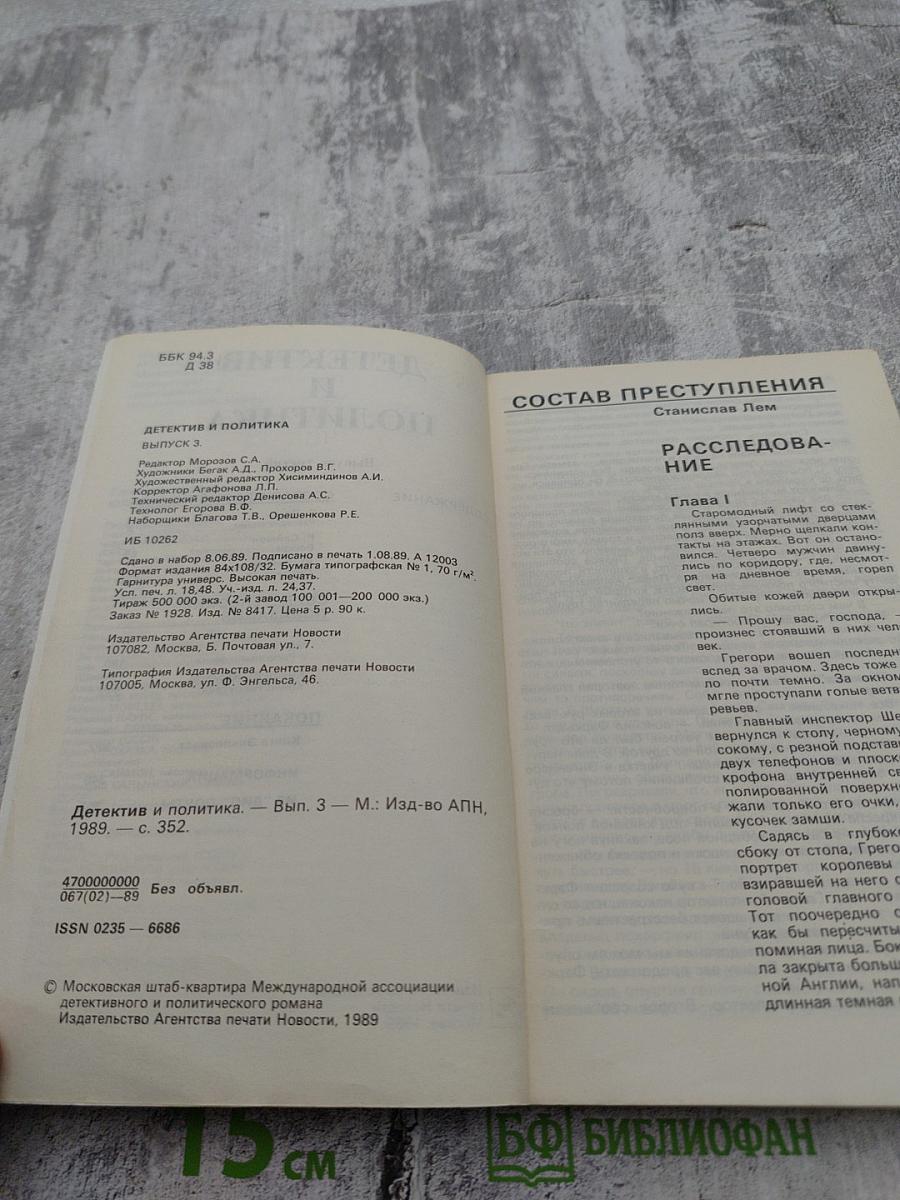 ББК 94.3
Д 38
ДЕТЕКТИВ И ПОЛИТИКА
ВЫПУСК 3.
Редактор Морозов С.А.
Художники Бегак А.Д., Прохоров В.Г.
Художественный редактор Хисиминдинов А.И.
Корректор Агафонова Л.П.
Технический редактор Денисова А.С.
Технолог Егорова В.Ф.
Наборщики Благова Т.В., Орешенкова Р.Е.
ИБ 10262
Сдано в набор 8.06.89. Подписано в печать 1.08.89. А 12003
Формат издания 84х108/32. Бумага типографская № 1, 70 г/м².
Гарнитура универс. Высокая печать.
Усл. печ. л. 18,48. Уч.-изд. л. 24,37.
Тираж 500 000 экз. (2-й завод 100 001—200 000 экз.)
Заказ № 1928. Изд. № 8417. Цена 5 р. 90 к.
Издательство Агентства печати Новости
107082, Москва, Б. Почтовая ул., 7.
Типография Издательства Агентства печати Новости
107005, Москва, ул. Ф. Энгельса, 46.
Детектив и политика. — Вып. 3 — М.: Изд-во АПН,
1989. — с. 352.
4700000000
067(02)—89 Без объявл.
ISSN 0235 — 6686
© Московская штаб-квартира Международной ассоциации
детективного и политического романа
Издательство Агентства печати Новости, 1989
СОСТАВ ПРЕСТУПЛЕНИЯ
Станислав Лем
РАССЛЕДОВА-
НИЕ
Глава I
Старомодный лифт со стек-
лянными узорчатыми дверцами
полз вверх. Мерно щелкали кон-
такты на этажах. Вот он остано-
вился. Четверо мужчин двину-
лись по коридору, где, несмот-
ря на дневное время, горел
свет.
Обитые кожей двери откры-
лись.
— Прошу вас, господа, —
произнес стоявший в них чел
век.
Грегори вошел последн
вслед за врачом. Здесь тоже
ло почти темно. За окном
мгле проступали голые ветв
ревьев.
Главный инспектор Ше
вернулся к столу, черному
сокому, с резной подстав
двух телефонов и плоск
крофона внутренней св
полированной поверхн
жали только его очки,
кусочек замши.
Садясь в глубок
сбоку от стола, Грего
портрет королевы
взиравшей на него с
головой главного
Тот поочередно о
как бы пересчиты
поминая лица. Бок
ла закрыта больш
ной Англии, нап
длинная темная
15 см
БФ БИБЛИОФАН